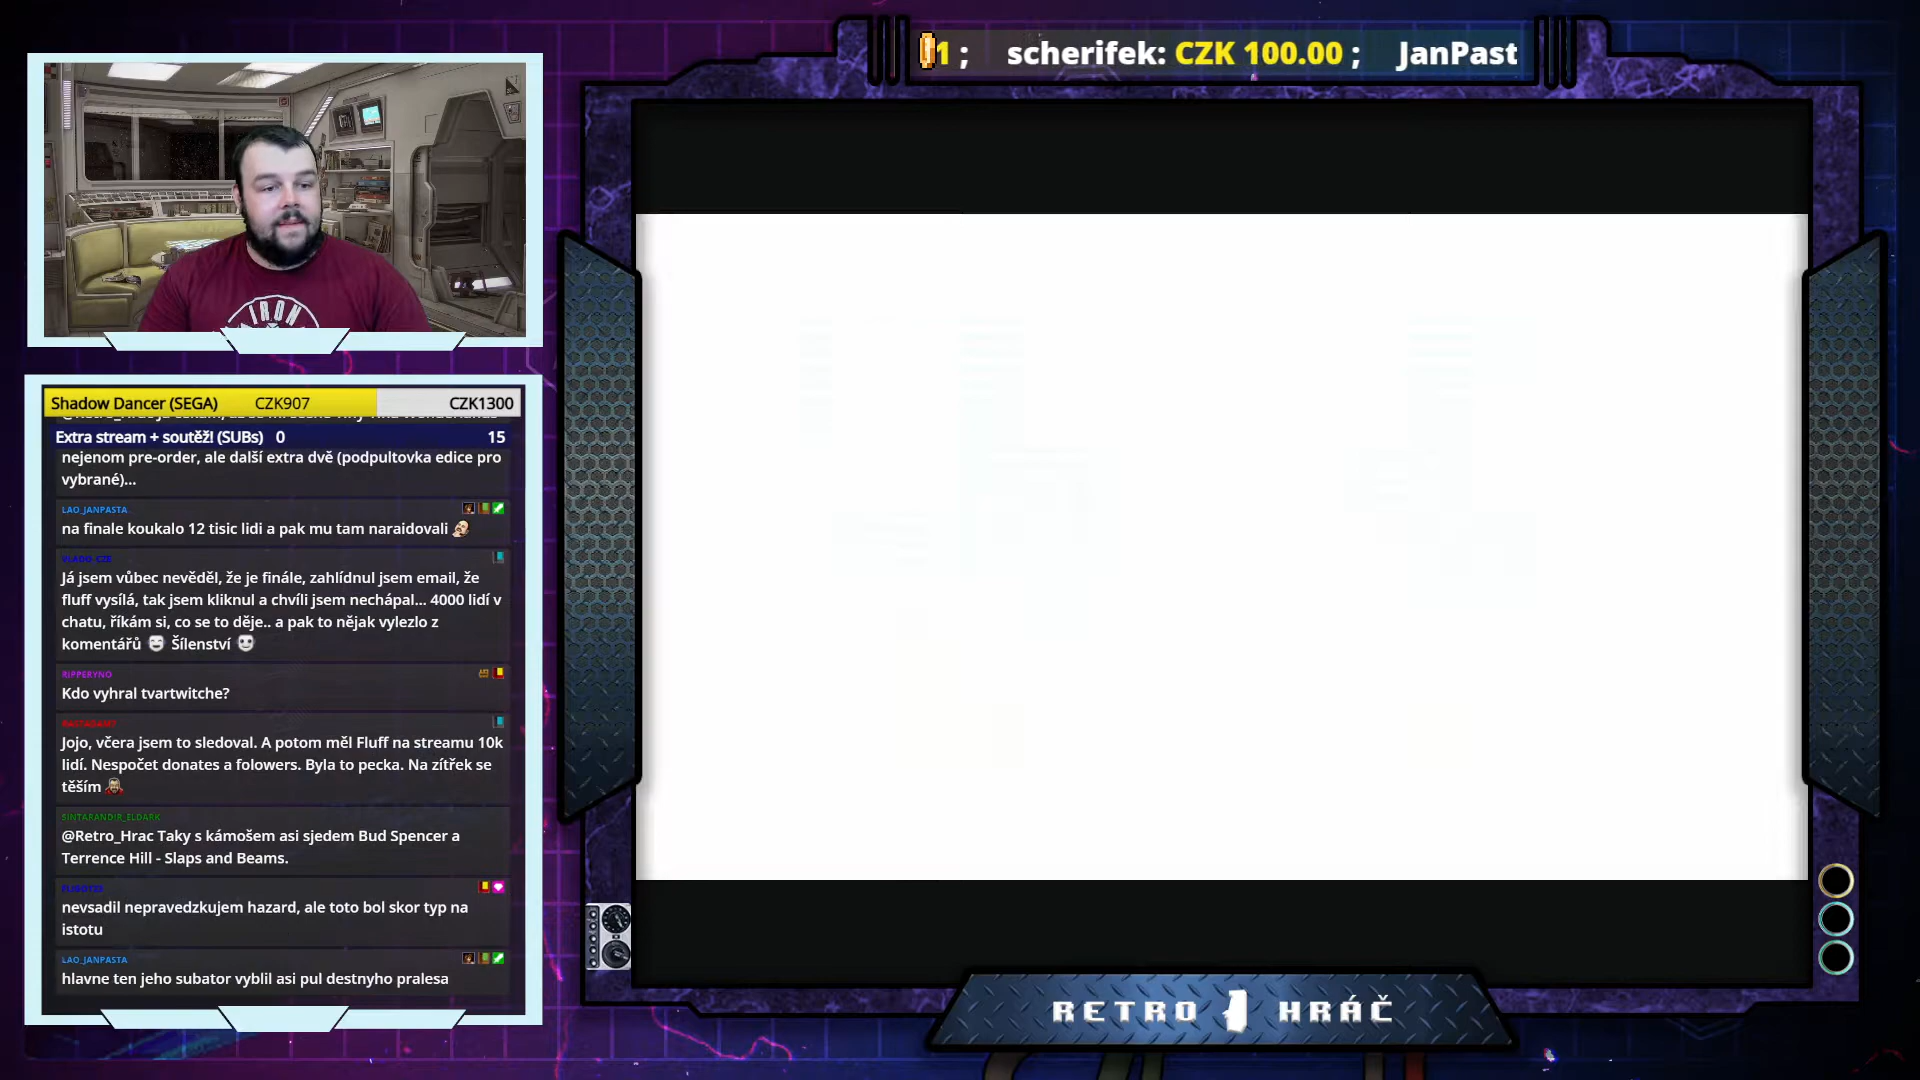 1 ; scherifek: CZK 100.00 ; JanPast
IRON
Shadow Dancer (SEGA) CZK907 CZK1300
Extra stream + soutěž! (SUBs) 0 15
nejenom pre-order, ale další extra dvě (podpultovka edice pro
vybrané)...
LAO_JANPASTA
na finale koukalo 12 tisic lidi a pak mu tam naraidovali
VLADO_CZE
Já jsem vůbec nevěděl, že je finále, zahlídnul jsem email, že
fluff vysílá, tak jsem kliknul a chvíli jsem nechápal... 4000 lidí v
chatu, říkám si, co se to děje.. a pak to nějak vylezlo z
komentářů Šílenství
RIPPERYNO
Kdo vyhral tvartwitche?
Jojo, včera jsem to sledoval. A potom měl Fluff na streamu 10k
lidí. Nespočet donates a folowers. Byla to pecka. Na zítřek se
těším
SINTARANDIR_ELDARK
@Retro_Hrac Taky s kámošem asi sjedem Bud Spencer a
Terrence Hill - Slaps and Beams.
nevsadil nepravedzkujem hazard, ale toto bol skor typ na
istotu
LAO_JANPASTA
hlavne ten jeho subator vyblil asi pul destnyho pralesa
RETRO HRÁČ